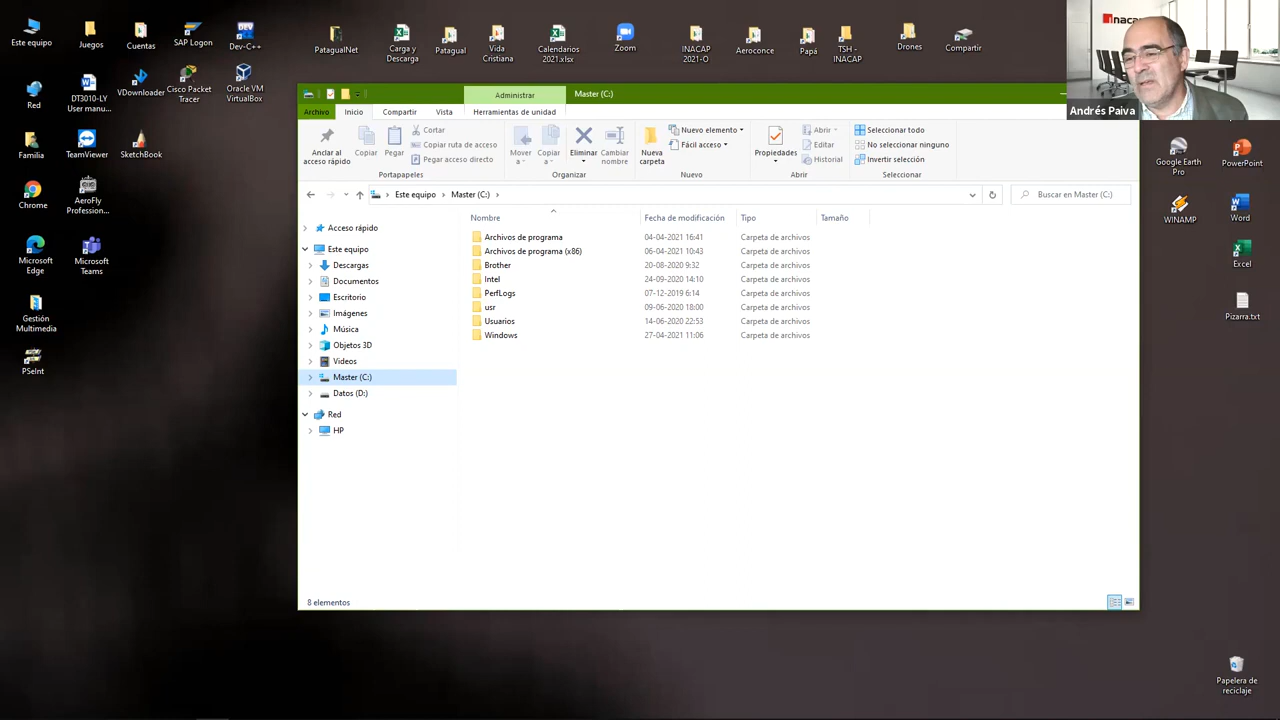 Este equipo
Juegos
Cuentas
SAP Logon
Dev-C++
PatagualNet
Carga y
Descarga
Patagual
Vida
Cristiana
Calendarios
2021.xlsx
Zoom
INACAP
2021-O
Aeroconce
Papá
TSH -
INACAP
Drones
Compartir
Andrés Paiva
Red
DT3010-LY
User manu...
VDownloader
Cisco Packet
Tracer
Oracle VM
VirtualBox
Familia
TeamViewer
SketchBook
Chrome
AeroFly
Profession...
Microsoft
Edge
Microsoft
Teams
Gestión
Multimedia
PSeInt
Google Earth
Pro
PowerPoint
WINAMP
Word
Excel
Pizarra.txt
Papelera de
reciclaje
Administrar
Master (C:)
Archivo
Inicio
Compartir
Vista
Herramientas de unidad
Anclar al
acceso rápido
Copiar
Pegar
Cortar
Copiar ruta de acceso
Pegar acceso directo
Portapapeles
Mover
a
Copiar
a
Eliminar
Cambiar
nombre
Organizar
Nueva
carpeta
Nuevo elemento
Fácil acceso
Nuevo
Propiedades
Abrir
Editar
Historial
Abrir
Seleccionar todo
No seleccionar ninguno
Invertir selección
Seleccionar
Este equipo
Master (C:)
Buscar en Master (C:)
Acceso rápido
Este equipo
Descargas
Documentos
Escritorio
Imágenes
Música
Objetos 3D
Videos
Master (C:)
Datos (D:)
Red
HP
Nombre Fecha de modificación Tipo Tamaño
Archivos de programa 04-04-2021 16:41 Carpeta de archivos
Archivos de programa (x86) 06-04-2021 10:43 Carpeta de archivos
Brother 20-08-2020 9:32 Carpeta de archivos
Intel 24-09-2020 14:10 Carpeta de archivos
PerfLogs 07-12-2019 6:14 Carpeta de archivos
usr 09-06-2020 18:00 Carpeta de archivos
Usuarios 14-06-2020 22:53 Carpeta de archivos
Windows 27-04-2021 11:06 Carpeta de archivos
8 elementos